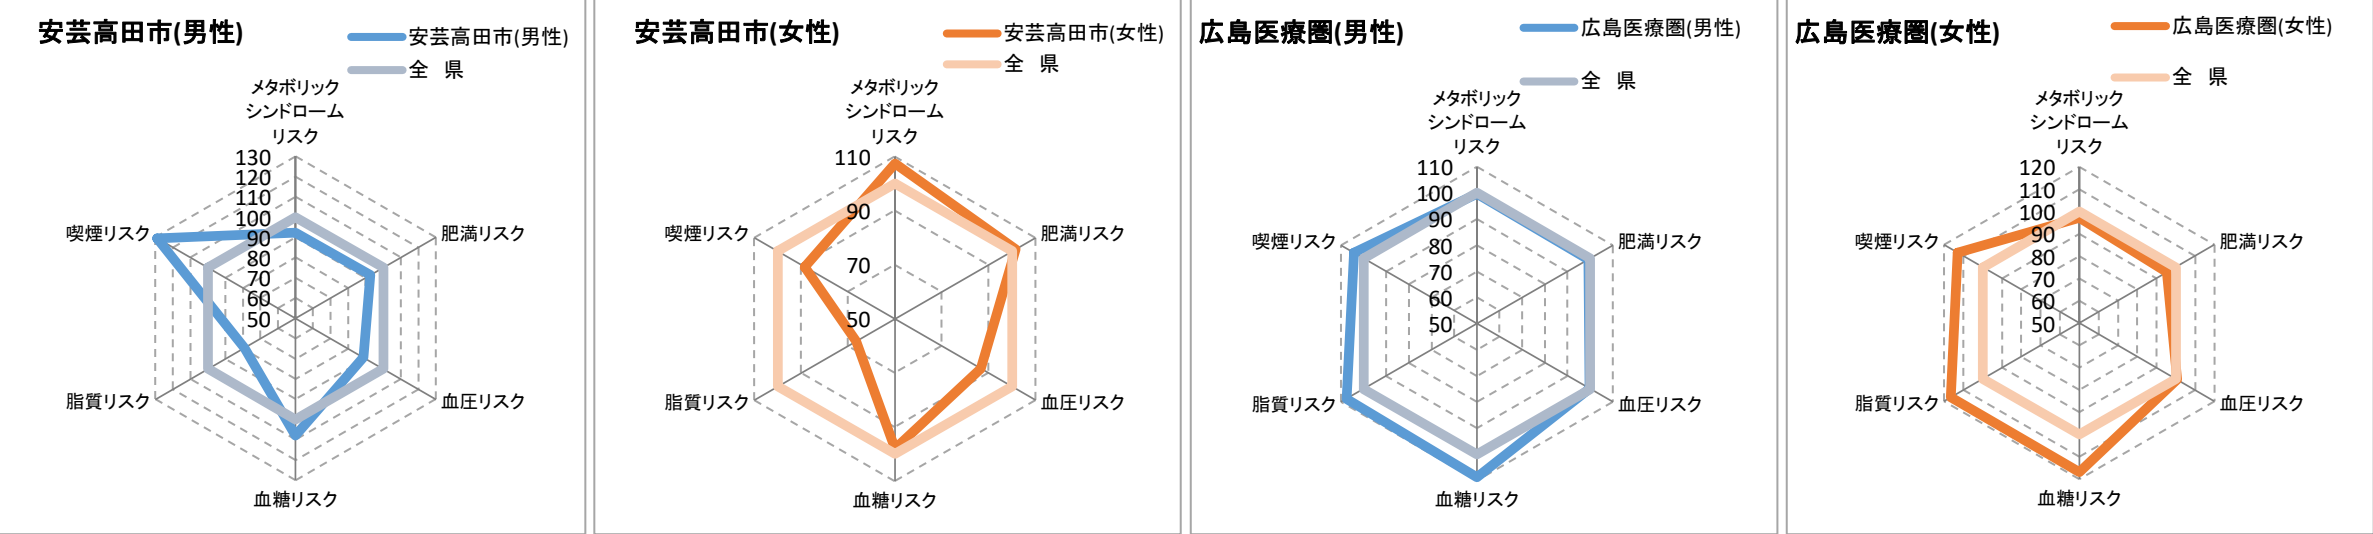 安芸高田市(男性)
安芸高田市(男性)
全 県
メタボリック
シンドローム
リスク
130
120
110
100
90
80
70
60
50
喫煙リスク
肥満リスク
脂質リスク
血圧リスク
血糖リスク
安芸高田市(女性)
安芸高田市(女性)
全 県
メタボリック
シンドローム
リスク
110
90
70
50
喫煙リスク
肥満リスク
脂質リスク
血圧リスク
血糖リスク
広島医療圏(男性)
広島医療圏(男性)
全 県
メタボリック
シンドローム
リスク
110
100
90
80
70
60
50
喫煙リスク
肥満リスク
脂質リスク
血圧リスク
血糖リスク
広島医療圏(女性)
広島医療圏(女性)
全 県
メタボリック
シンドローム
リスク
120
110
100
90
80
70
60
50
喫煙リスク
肥満リスク
脂質リスク
血圧リスク
血糖リスク